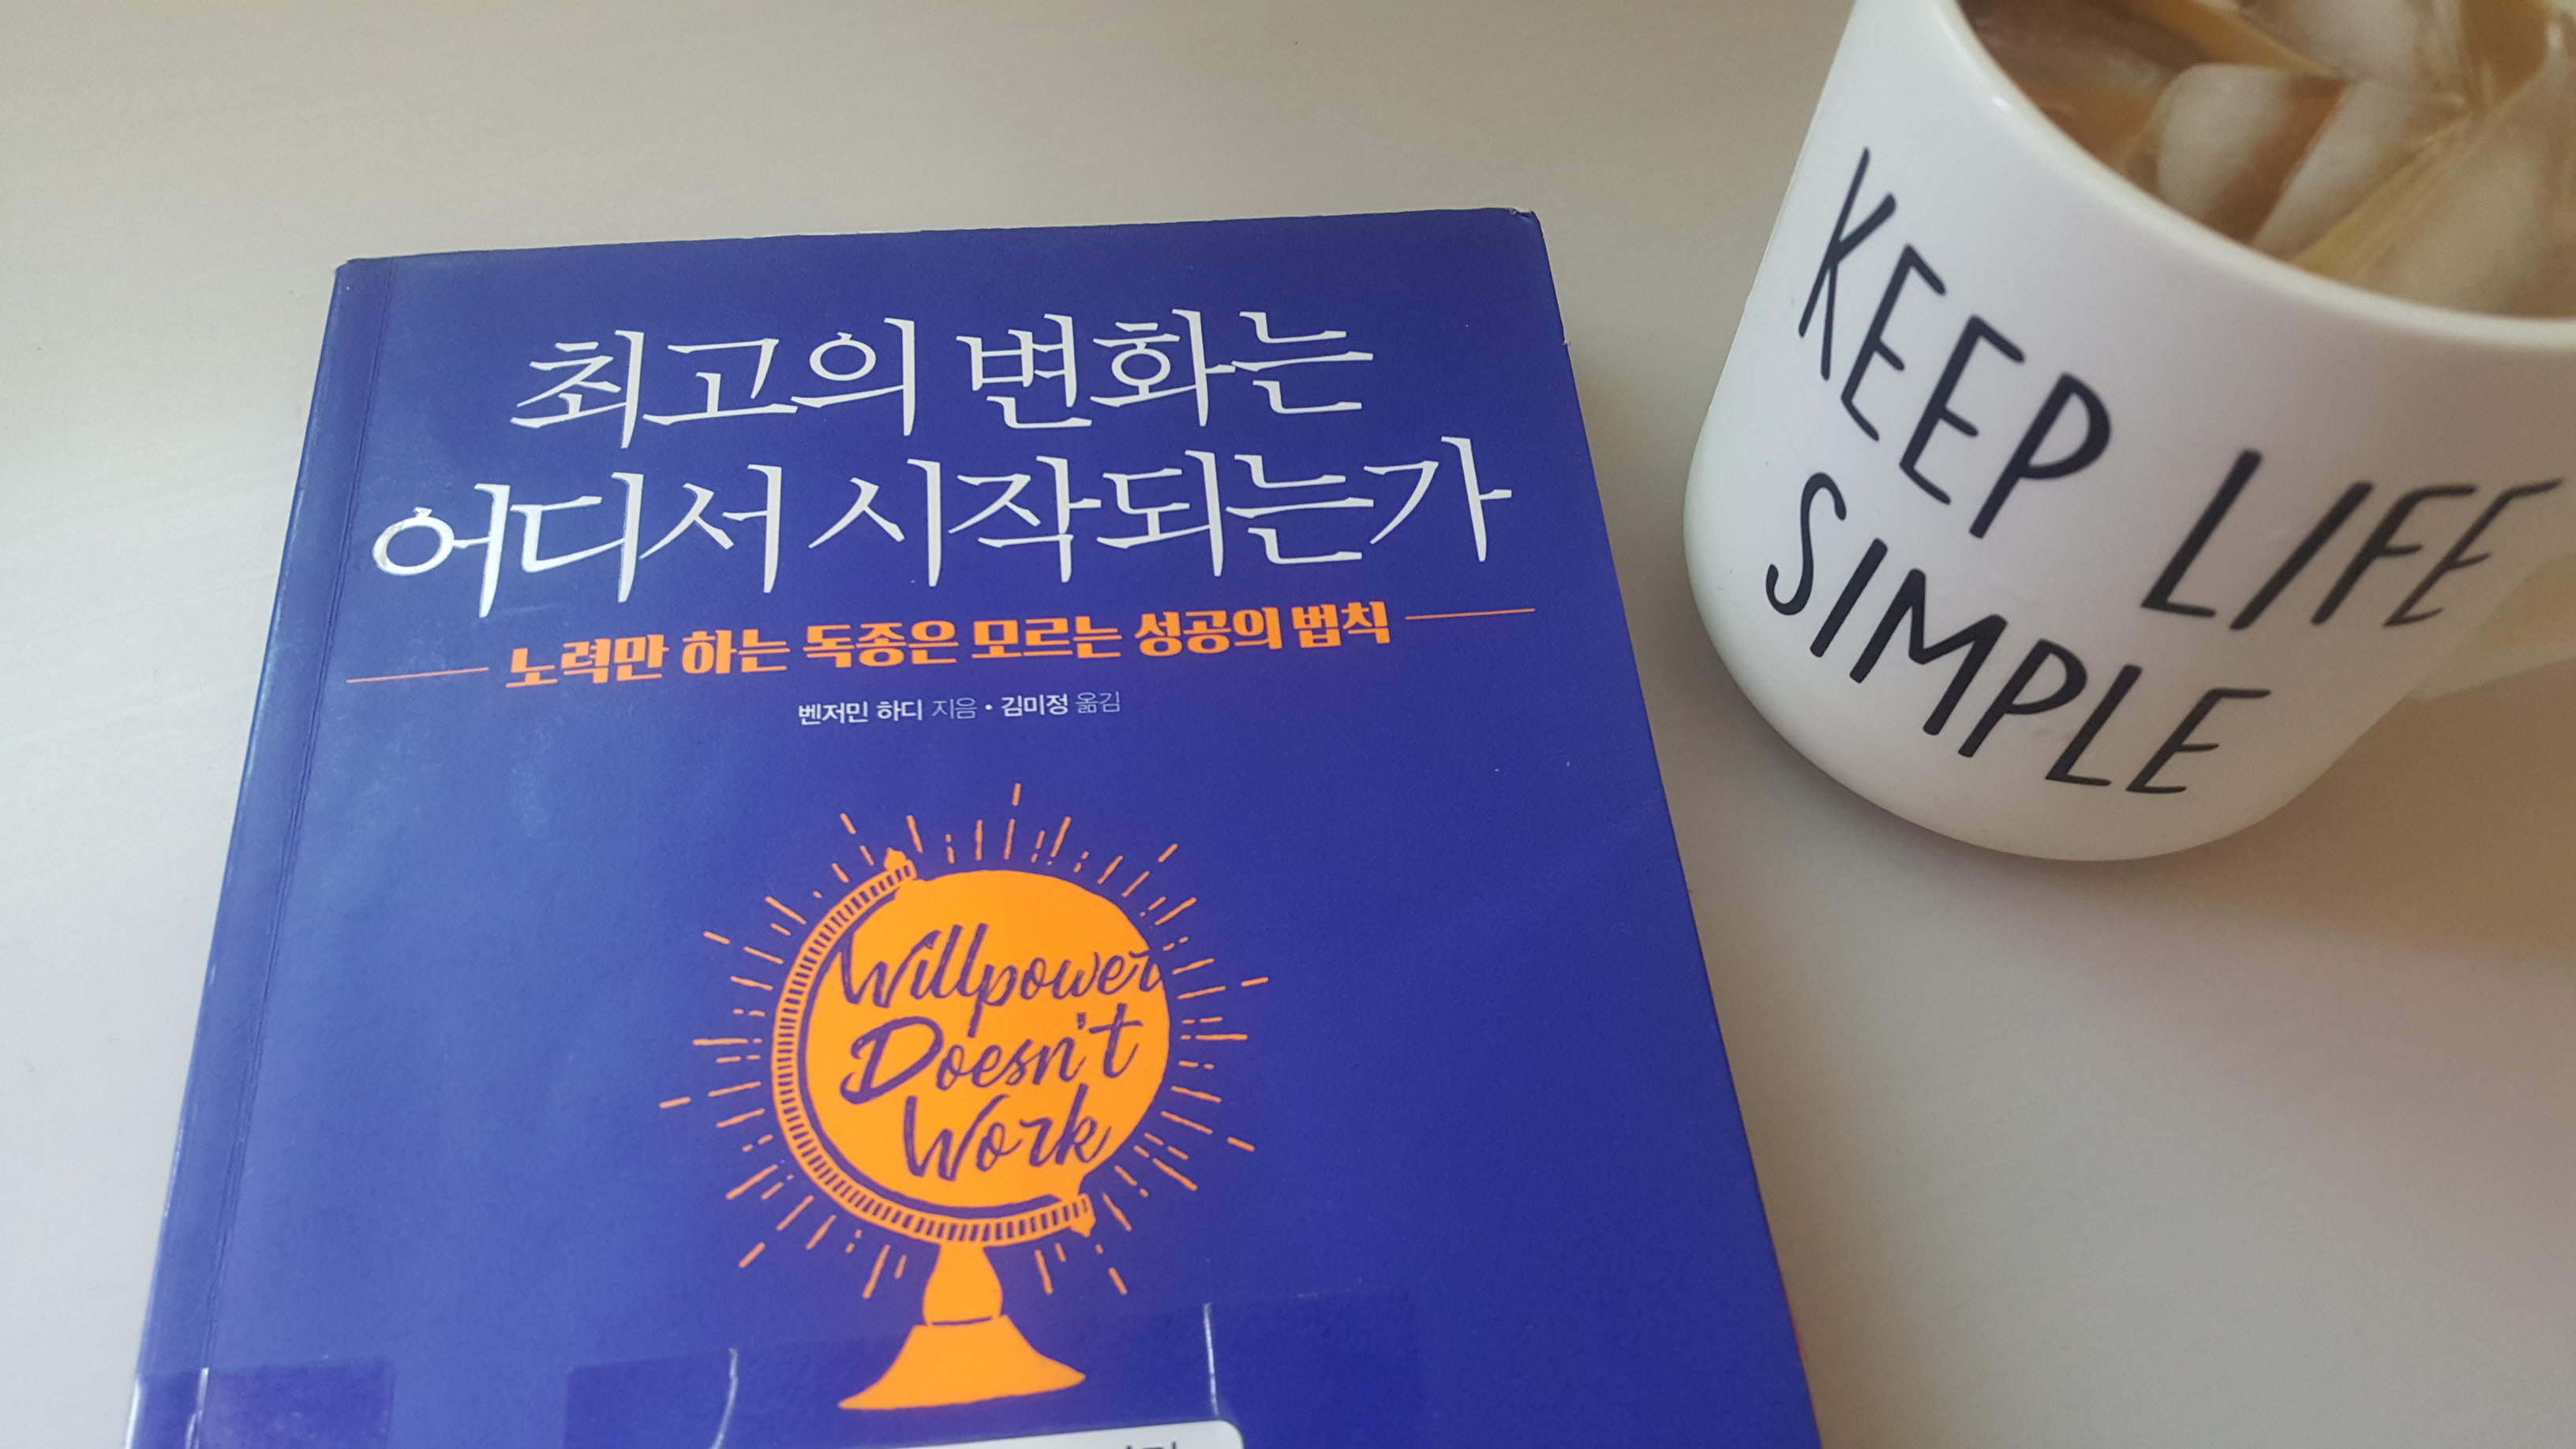 최고의 변화는
어디서 시작되는가
노력만 하는 독종은 모르는 성공의 법칙
벤저민 하디 지음 • 김미정 옮김
Willpower
Doesn't
Work
KEEP LIFE
SIMPLE